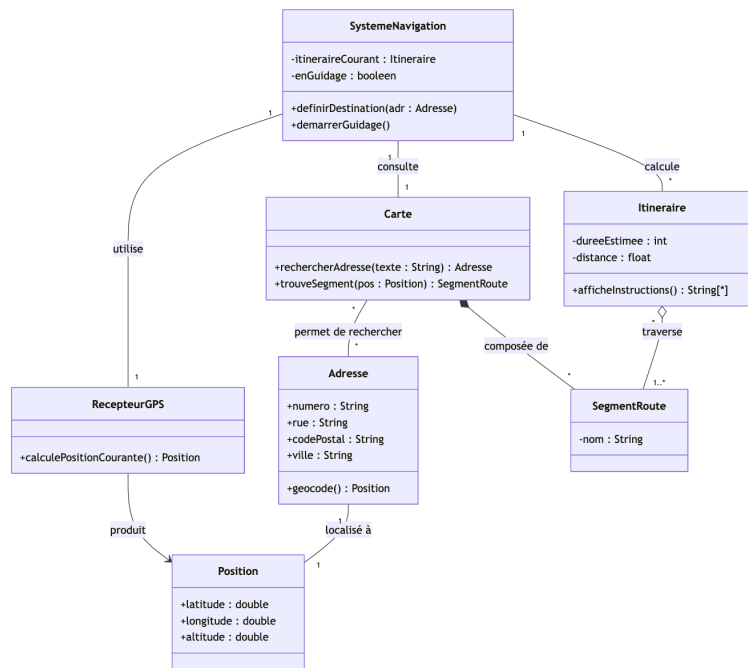 SystemeNavigation
-itineraireCourant : Itineraire
-enGuidage : booleen
+definirDestination(adr : Adresse)
+demarrerGuidage()
1
1
1
consulte
calcule
1
*
Carte
+rechercherAdresse(texte : String) : Adresse
+trouveSegment(pos : Position) : SegmentRoute
Itineraire
-dureeEstimee : int
-distance : float
+afficheInstructions() : String[*]
utilise
*
permet de rechercher
*
composée de
*
*
traverse
1..*
Adresse
+numero : String
+rue : String
+codePostal : String
+ville : String
+geocode() : Position
1
RecepteurGPS
+calculePositionCourante() : Position
SegmentRoute
-nom : String
produit
1
localisé à
1
Position
+latitude : double
+longitude : double
+altitude : double